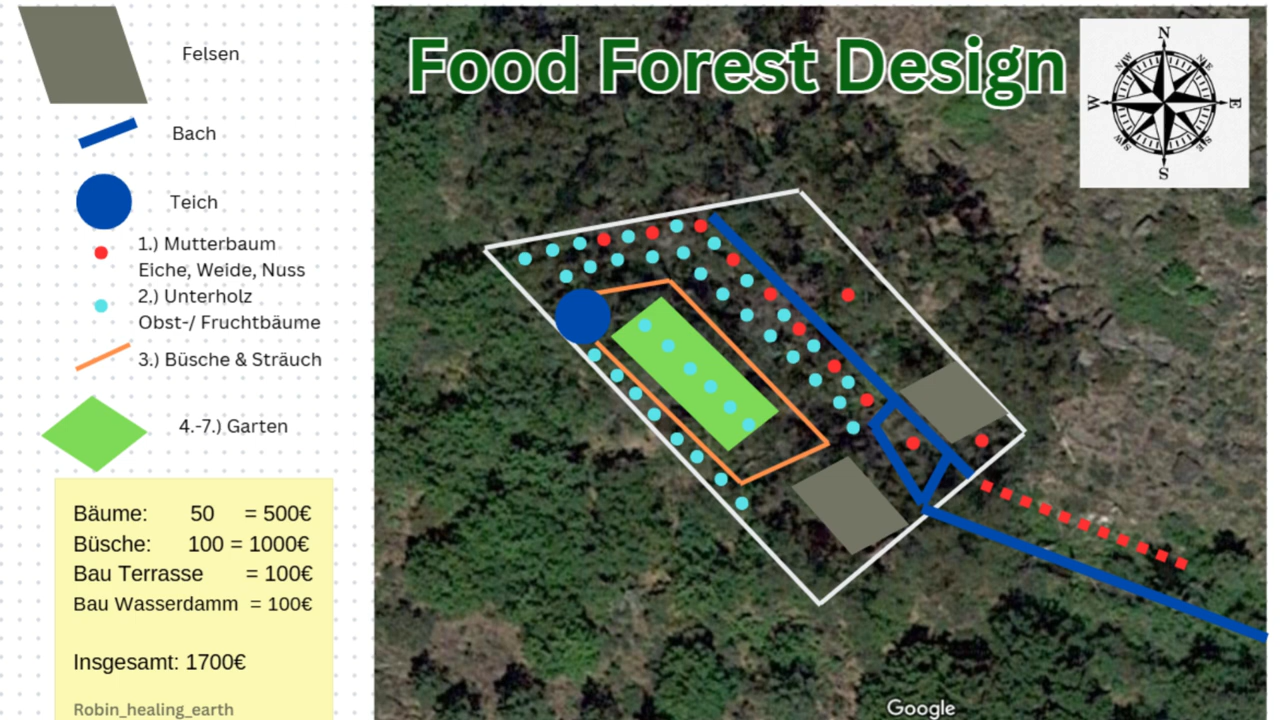 Felsen
Bach
Teich
1.) Mutterbaum
Eiche, Weide, Nuss
2.) Unterholz
Obst-/ Fruchtbäume
3.) Büsche & Sträuch
4.-7.) Garten
Bäume: 50 = 500€
Büsche: 100 = 1000€
Bau Terrasse = 100€
Bau Wasserdamm = 100€
Insgesamt: 1700€
Robin_healing_earth
Food Forest Design
N
NW
NE
W
E
SW
SE
S
Google